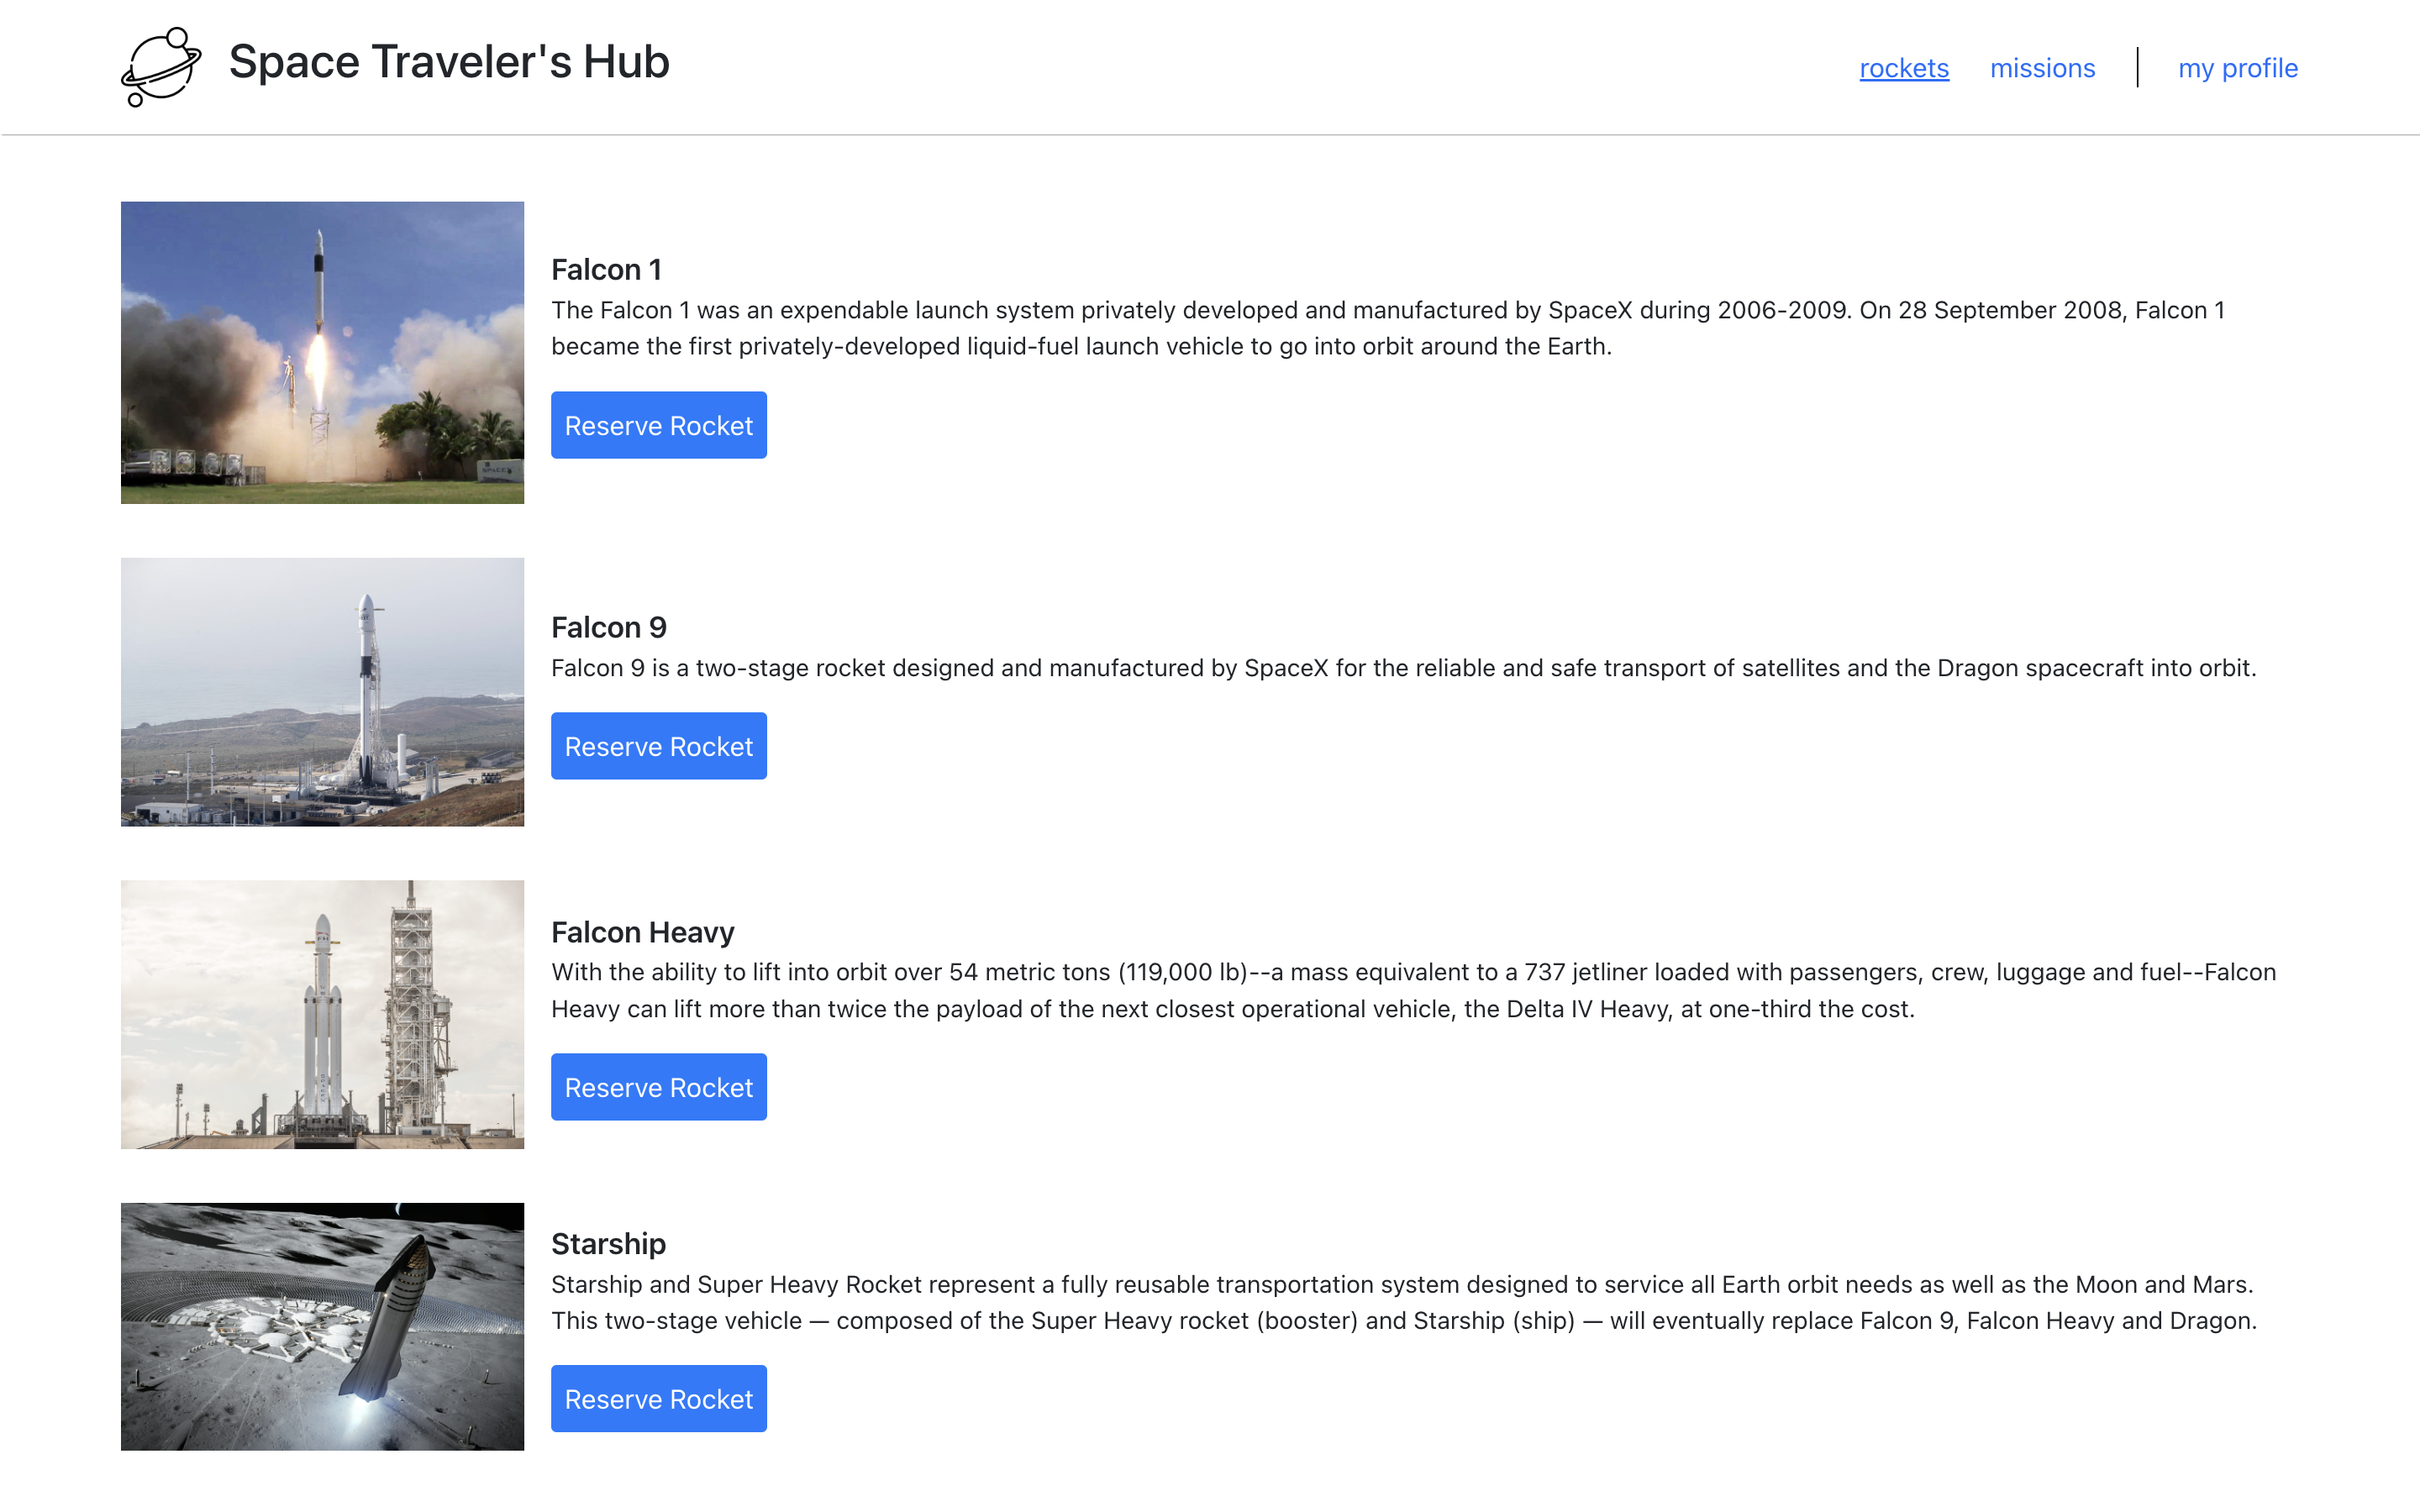 Space Traveler's Hub
rockets missions my profile
Falcon 1
The Falcon 1 was an expendable launch system privately developed and manufactured by SpaceX during 2006-2009. On 28 September 2008, Falcon 1
became the first privately-developed liquid-fuel launch vehicle to go into orbit around the Earth.
Reserve Rocket
Falcon 9
Falcon 9 is a two-stage rocket designed and manufactured by SpaceX for the reliable and safe transport of satellites and the Dragon spacecraft into orbit.
Reserve Rocket
Falcon Heavy
With the ability to lift into orbit over 54 metric tons (119,000 lb)--a mass equivalent to a 737 jetliner loaded with passengers, crew, luggage and fuel--Falcon
Heavy can lift more than twice the payload of the next closest operational vehicle, the Delta IV Heavy, at one-third the cost.
Reserve Rocket
Starship
Starship and Super Heavy Rocket represent a fully reusable transportation system designed to service all Earth orbit needs as well as the Moon and Mars.
This two-stage vehicle — composed of the Super Heavy rocket (booster) and Starship (ship) — will eventually replace Falcon 9, Falcon Heavy and Dragon.
Reserve Rocket